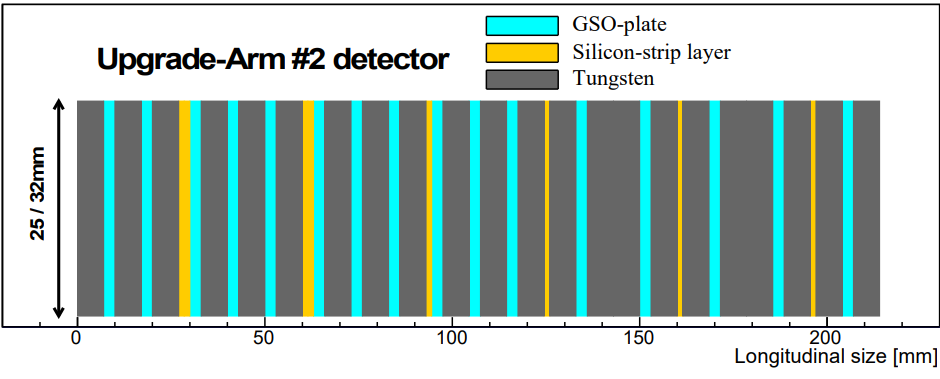 GSO-plate
Upgrade-Arm #2 detector
Silicon-strip layer
Tungsten
25 / 32mm
0 50 100 150 200
Longitudinal size [mm]